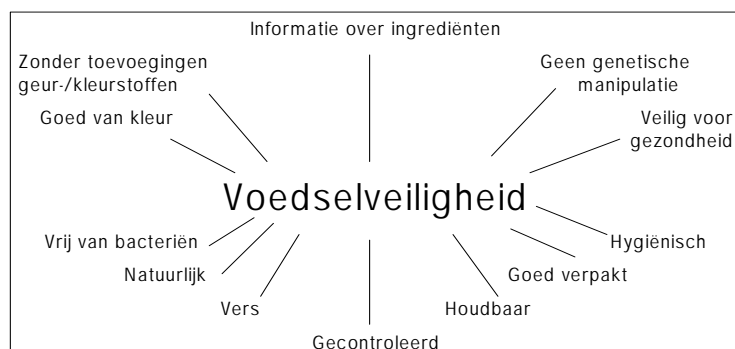 Informatie over ingrediënten
Zonder toevoegingen
geur-/kleurstoffen
Geen genetische
manipulatie
Goed van kleur
Veilig voor
gezondheid
Voedselveiligheid
Vrij van bacteriën
Hygiënisch
Natuurlijk
Goed verpakt
Vers
Houdbaar
Gecontroleerd